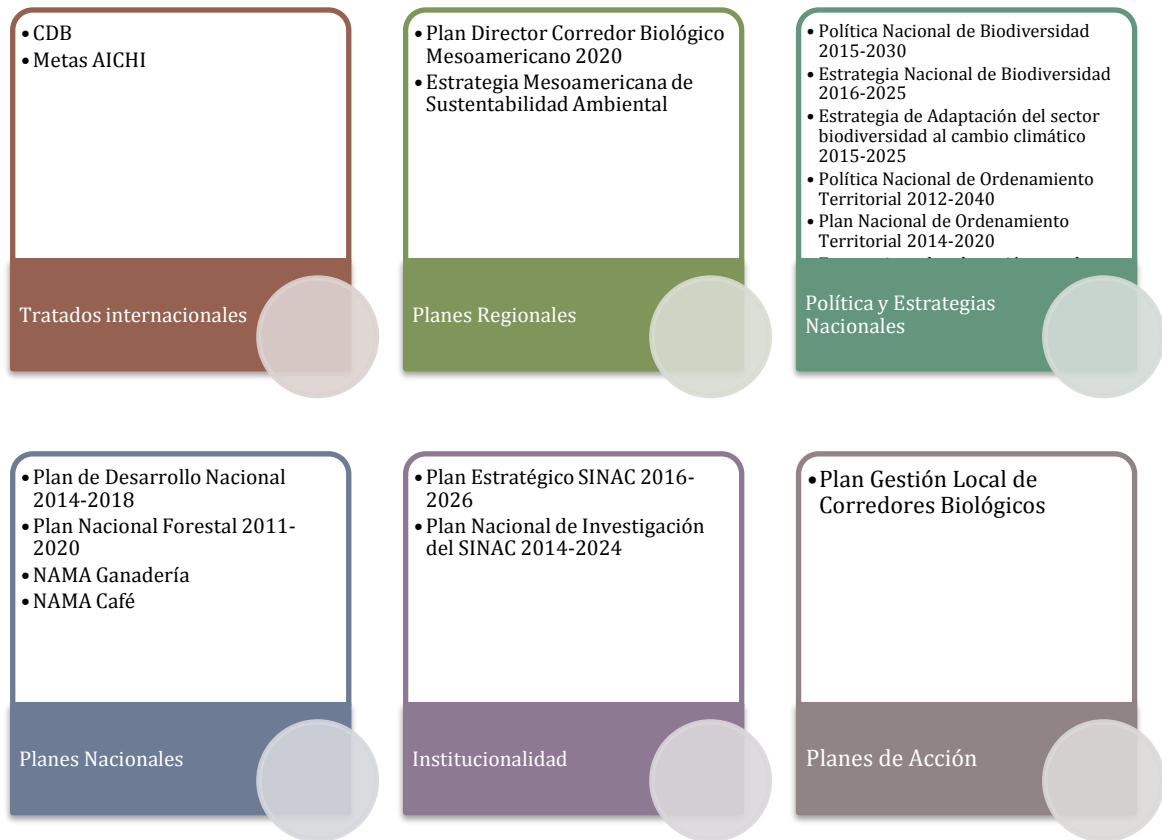 • CDB
• Metas AICHI
Tratados internacionales
• Plan Director Corredor Biológico
Mesoamericano 2020
• Estrategia Mesoamericana de
Sustentabilidad Ambiental
Planes Regionales
• Política Nacional de Biodiversidad
2015-2030
• Estrategia Nacional de Biodiversidad
2016-2025
• Estrategia de Adaptación del sector
biodiversidad al cambio climático
2015-2025
• Política Nacional de Ordenamiento
Territorial 2012-2040
• Plan Nacional de Ordenamiento
Territorial 2014-2020
Política y Estrategias
Nacionales
• Plan de Desarrollo Nacional
2014-2018
• Plan Nacional Forestal 2011-
2020
• NAMA Ganadería
• NAMA Café
Planes Nacionales
• Plan Estratégico SINAC 2016-
2026
• Plan Nacional de Investigación
del SINAC 2014-2024
Institucionalidad
• Plan Gestión Local de
Corredores Biológicos
Planes de Acción